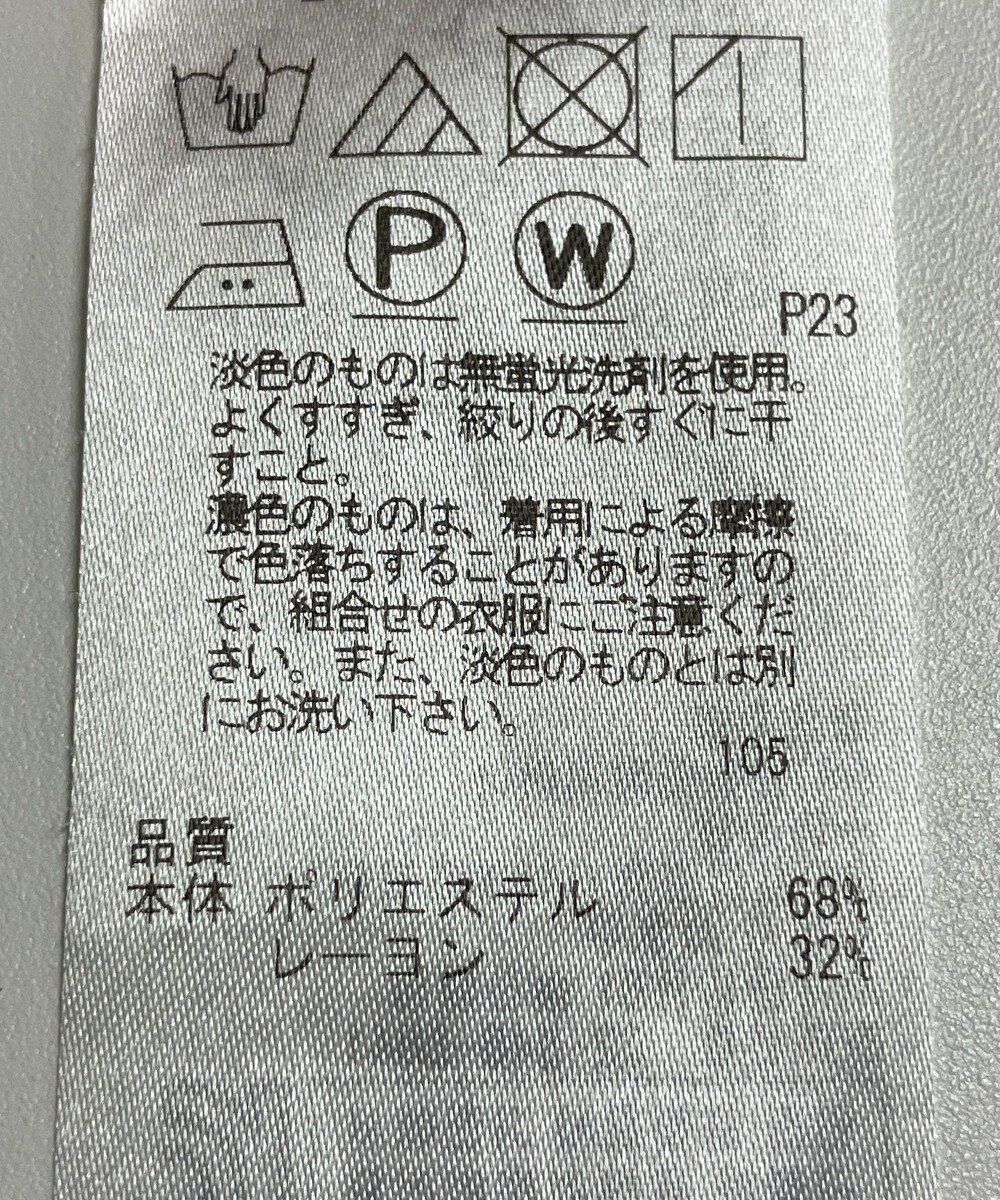 P W
P23
淡色のものは無蛍光洗剤を使用。
よくすすぎ、絞りの後すぐに干
すこと。
濃色のものは、着用による摩擦
で色落ちすることがありますの
で、組合せの衣服にご注意くだ
さい。また、淡色のものとは別
にお洗い下さい。
105
品質
本体 ポリエステル 68%
レーヨン 32%